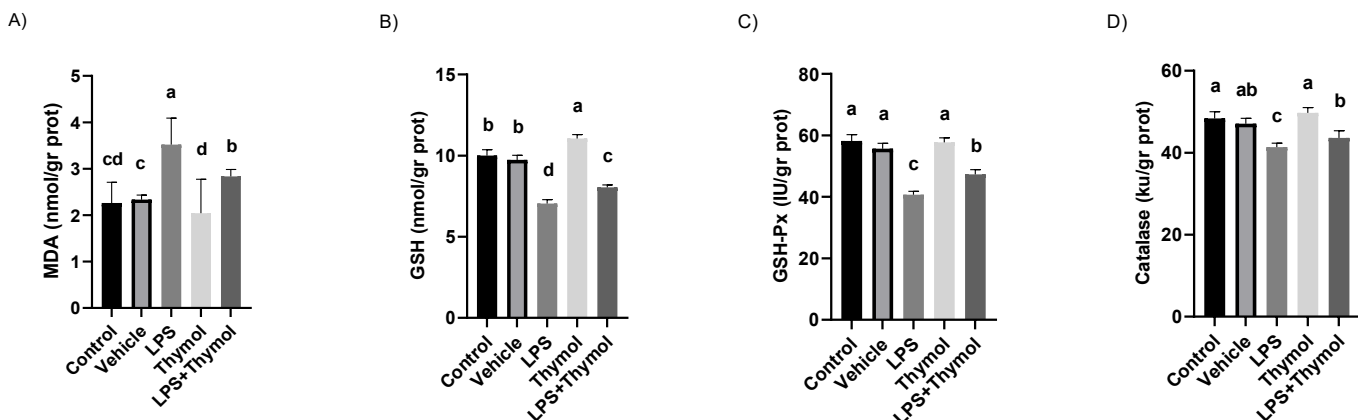 A)
MDA (nmol/gr prot)
5
4
3
2
1
0
cd
c
a
d
b
Control
Vehicle
LPS
Thymol
LPS+Thymol
B)
GSH (nmol/gr prot)
15
10
5
0
b
b
d
a
c
Control
Vehicle
LPS
Thymol
LPS+Thymol
C)
GSH-Px (IU/gr prot)
80
60
40
20
0
a
a
c
a
b
Control
Vehicle
LPS
Thymol
LPS+Thymol
D)
Catalase (ku/gr prot)
60
40
20
0
a
ab
c
a
b
Control
Vehicle
LPS
Thymol
LPS+Thymol